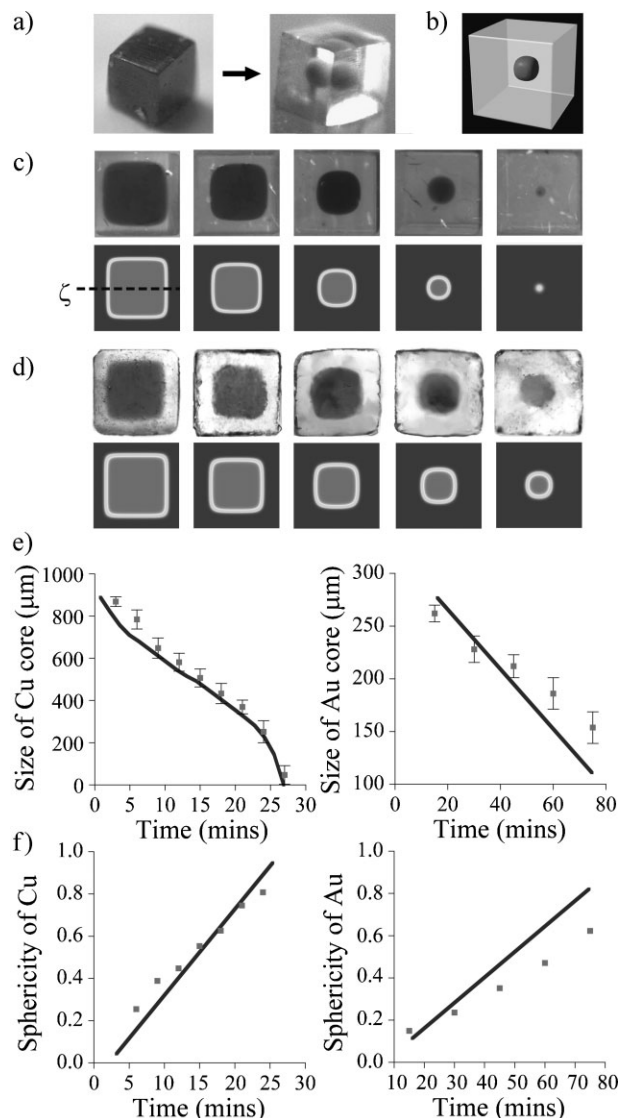 a)
b)
c)
ζ
d)
e)
Size of Cu core (μm)
1000
800
600
400
200
0
0 5 10 15 20 25 30
Time (mins)
Size of Au core (μm)
300
250
200
150
100
0 20 40 60 80
Time (mins)
f)
Sphericity of Cu
1.0
0.8
0.6
0.4
0.2
0.0
0 5 10 15 20 25 30
Time (mins)
Sphericity of Au
1.0
0.8
0.6
0.4
0.2
0.0
10 20 30 40 50 60 70 80
Time (mins)